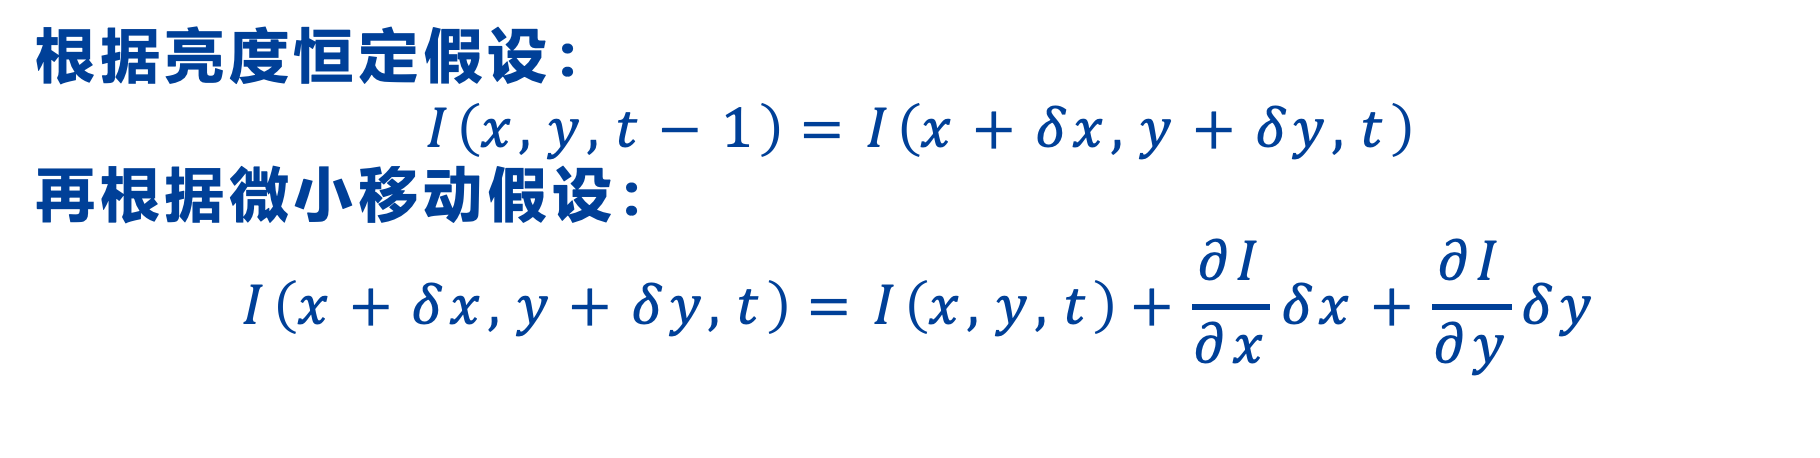 根据亮度恒定假设：
I(x, y, t − 1) = I(x + δx, y + δy, t)
再根据微小移动假设：
I(x + δx, y + δy, t) = I(x, y, t) + ∂I/∂x δx + ∂I/∂y δy